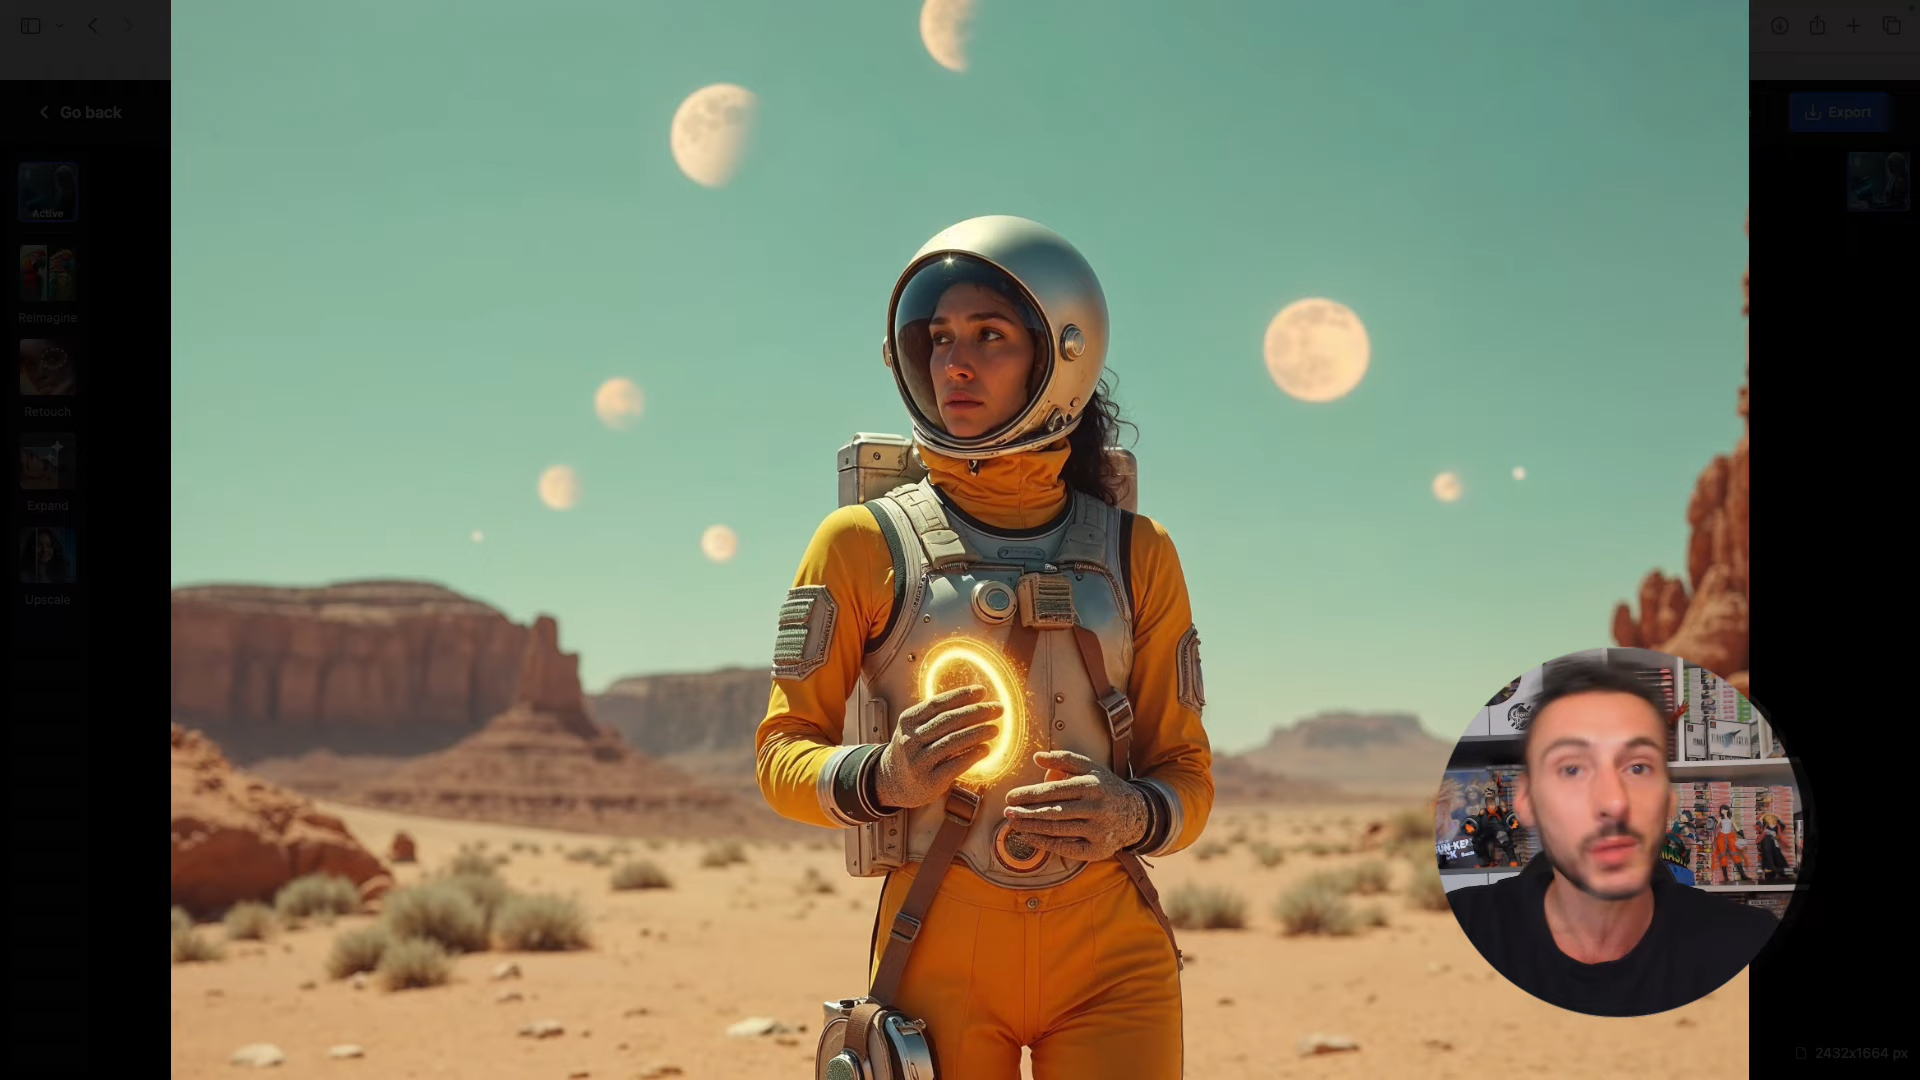 Go back
Export
Active
Reimagine
Retouch
Expand
Upscale
2432x1664 px